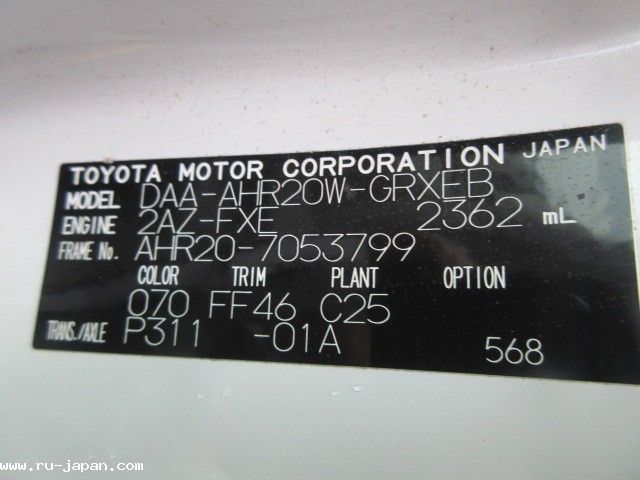 TOYOTA MOTOR CORPORATION JAPAN
MODEL DAA-AHR20W-GRXEB
ENGINE 2AZ-FXE 2362 mL
FRAME No. AHR20-7053799
COLOR TRIM PLANT OPTION
070 FF46 C25
TRANS./AXLE P311 -01A 568
www.ru-japan.com